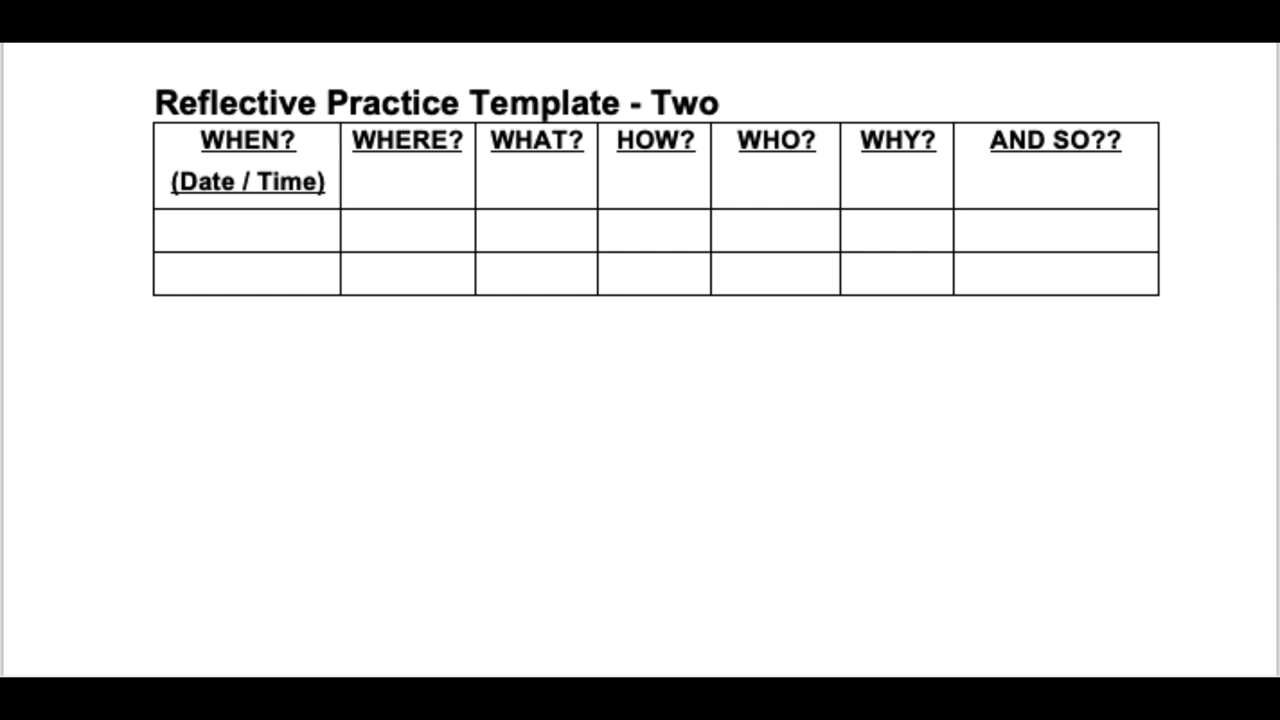 Reflective Practice Template - Two
WHEN? WHERE? WHAT? HOW? WHO? WHY? AND SO??
(Date / Time)